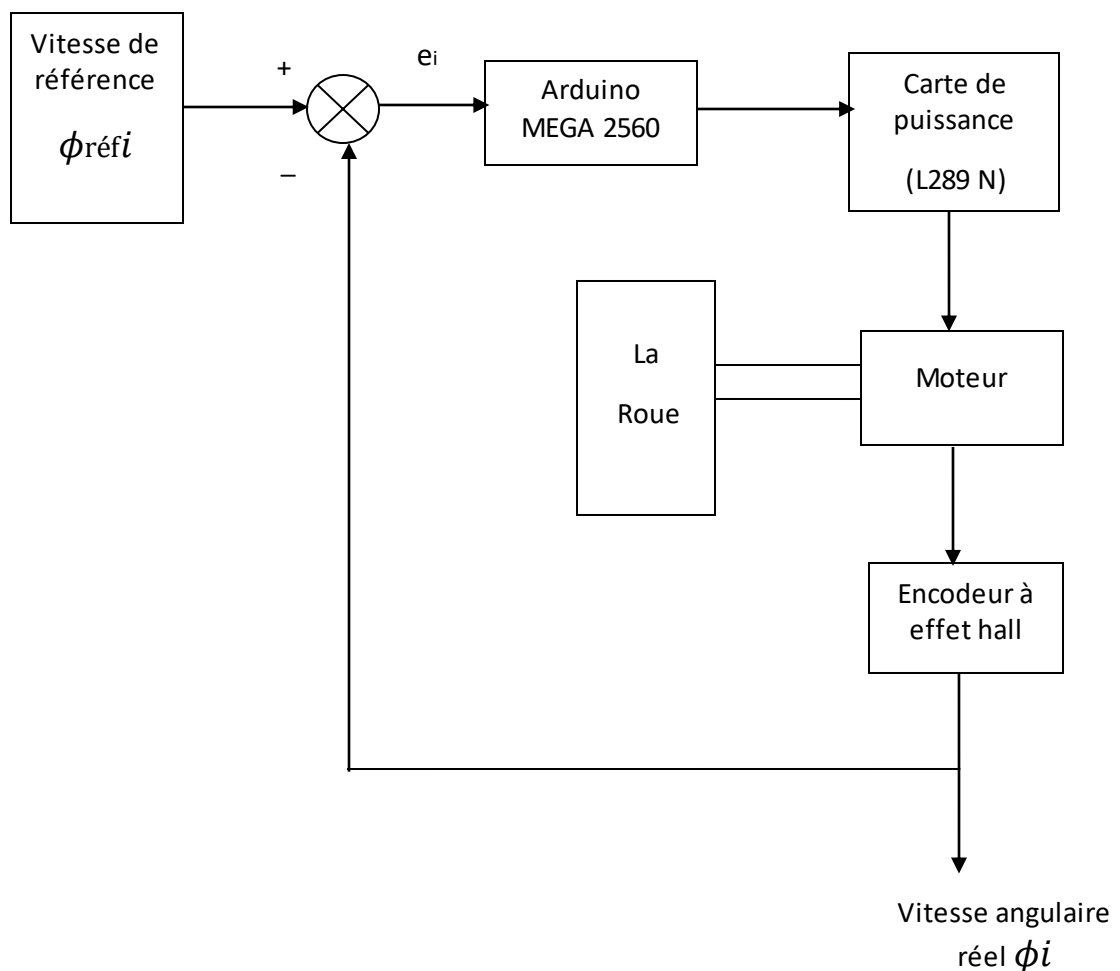 Vitesse de
référence
ϕréfi
+
−
ei
Arduino
MEGA 2560
Carte de
puissance
(L289 N)
La
Roue
Moteur
Encodeur à
effet hall
Vitesse angulaire
réel ϕi